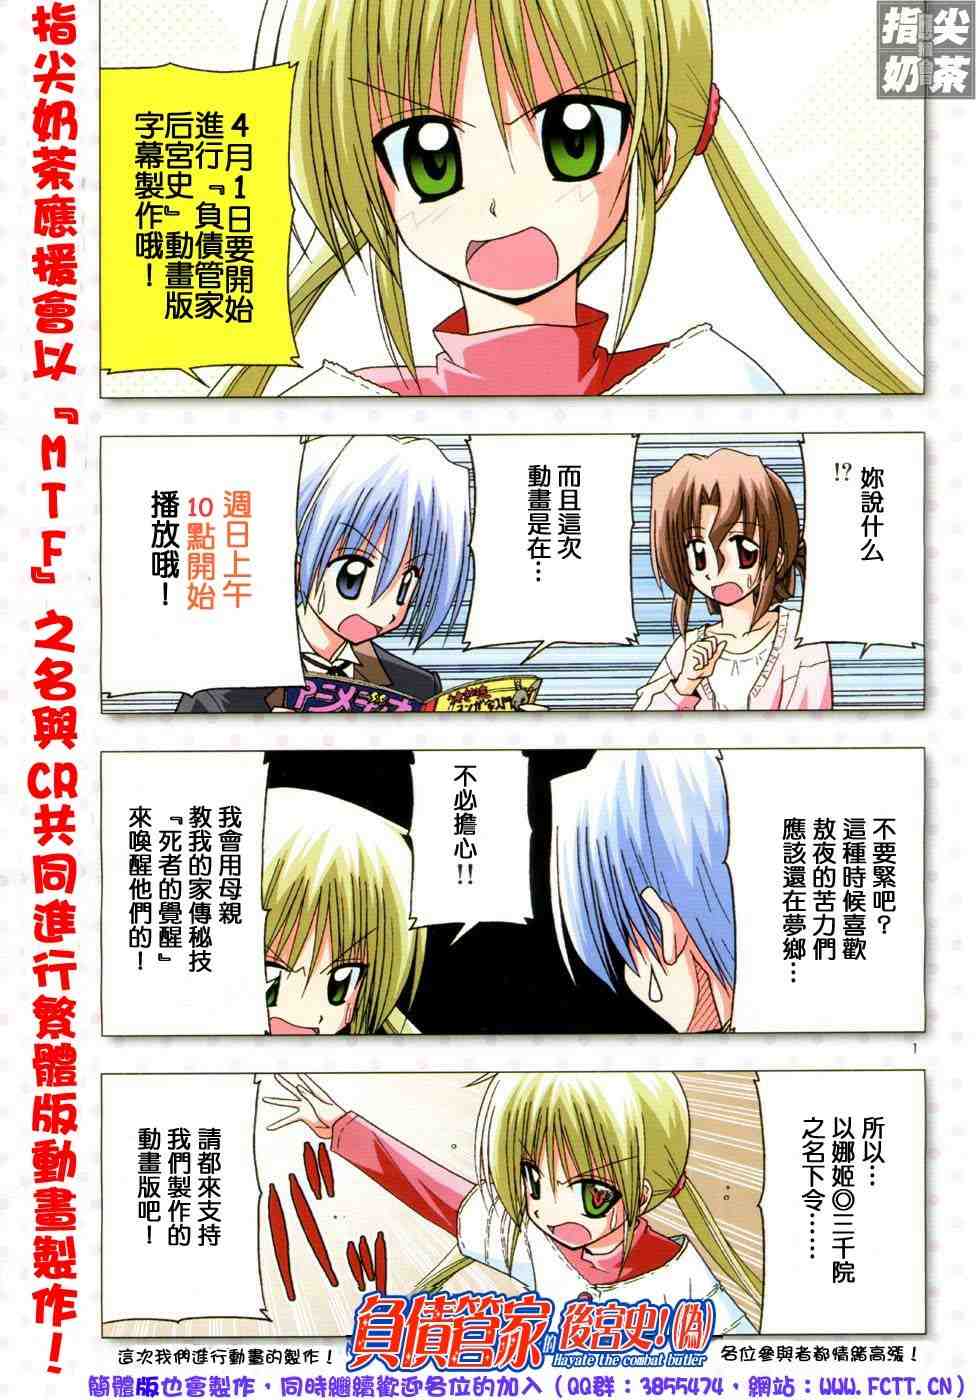 指尖奶茶應援會以『MTF』之名與CR共同進行繁體版動畫製作！
指尖
奶茶
4月1日要開始
進行『負債管家
后宮史』動畫版
字幕製作哦！
!?
妳說什么
而且這次
動畫是在…
週日上午
10點開始
播放哦！
アニメ
不要緊吧？
這種時候喜歡
敖夜的苦力們
應該還在夢鄉…
不必擔心!!
我會用母親
教我的家傳秘技
『死者的覺醒』
來喚醒他們的！
1
所以…
以娜姬◎三千院
之名下令……
請都來支持
我們製作的
動畫版吧！
負債管家的後宮史！(偽)
Hayate the combat butler
這次我們進行動畫的製作！
各位參與者都情緒高漲！
簡體版也會製作，同時繼續歡迎各位的加入（QQ群：3855474，網站：WWW.FCTT.CN）